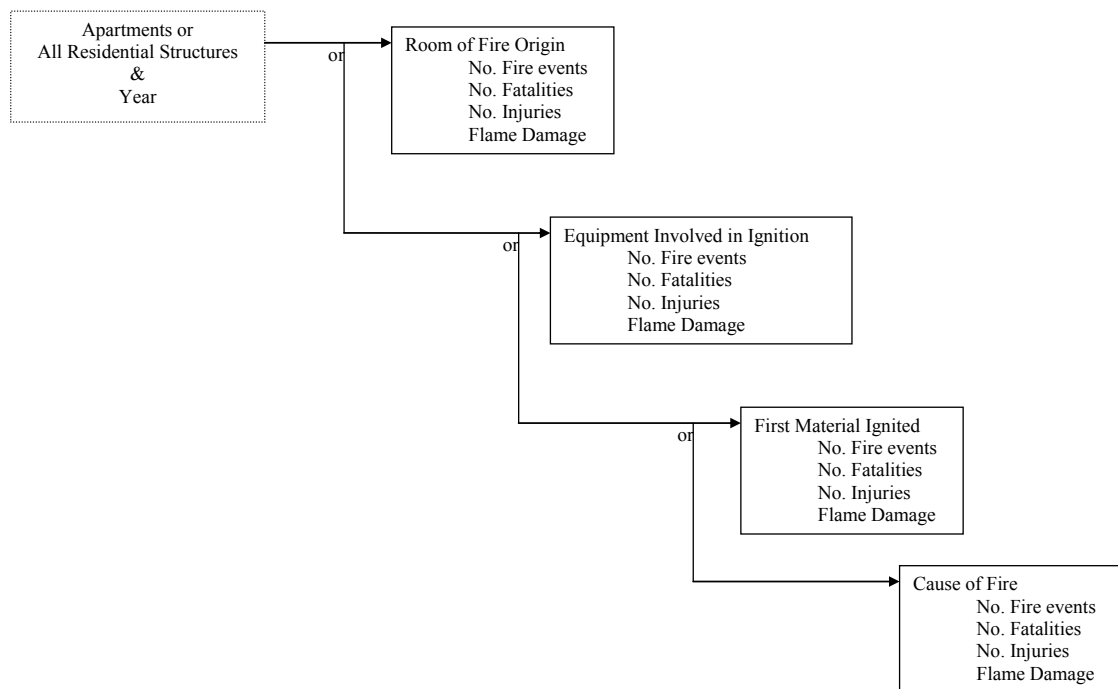 Apartments or
All Residential Structures
&
Year
or
Room of Fire Origin
No. Fire events
No. Fatalities
No. Injuries
Flame Damage
or
Equipment Involved in Ignition
No. Fire events
No. Fatalities
No. Injuries
Flame Damage
or
First Material Ignited
No. Fire events
No. Fatalities
No. Injuries
Flame Damage
Cause of Fire
No. Fire events
No. Fatalities
No. Injuries
Flame Damage